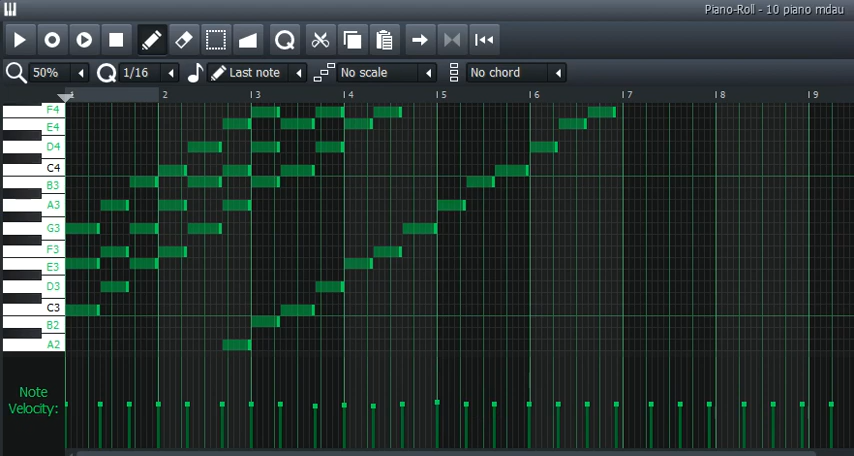 Piano-Roll - 10 piano mdau
50% 1/16 Last note No scale No chord
1 2 3 4 5 6 7 8 9
F4
E4
D4
C4
B3
A3
G3
F3
E3
D3
C3
B2
A2
Note
Velocity: